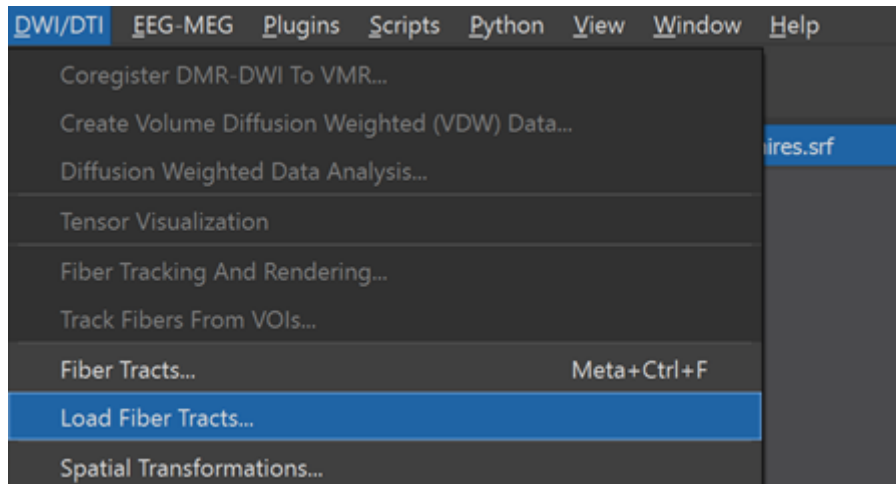 DWI/DTI EEG-MEG Plugins Scripts Python View Window Help
Coregister DMR-DWI To VMR...
Create Volume Diffusion Weighted (VDW) Data...
ires.srf
Diffusion Weighted Data Analysis...
Tensor Visualization
Fiber Tracking And Rendering...
Track Fibers From VOIs...
Fiber Tracts... Meta+Ctrl+F
Load Fiber Tracts...
Spatial Transformations...